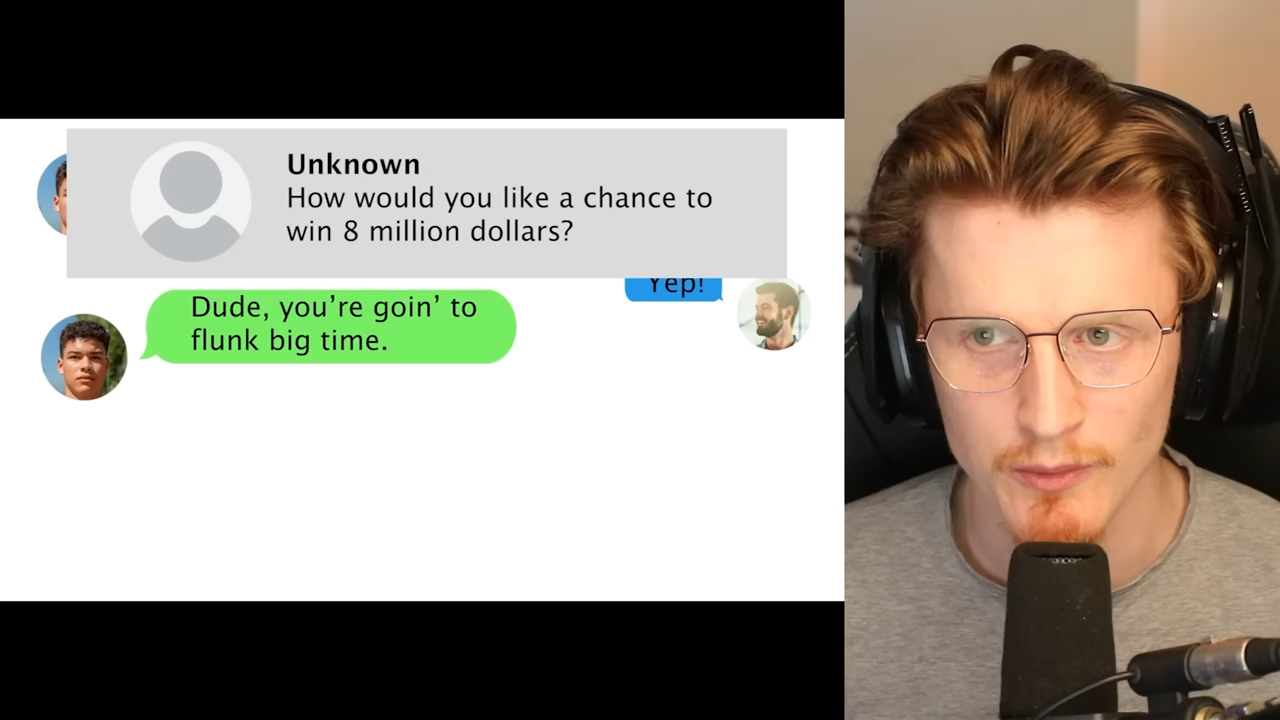 Unknown
How would you like a chance to
win 8 million dollars?
Yep!
Dude, you’re goin’ to
flunk big time.